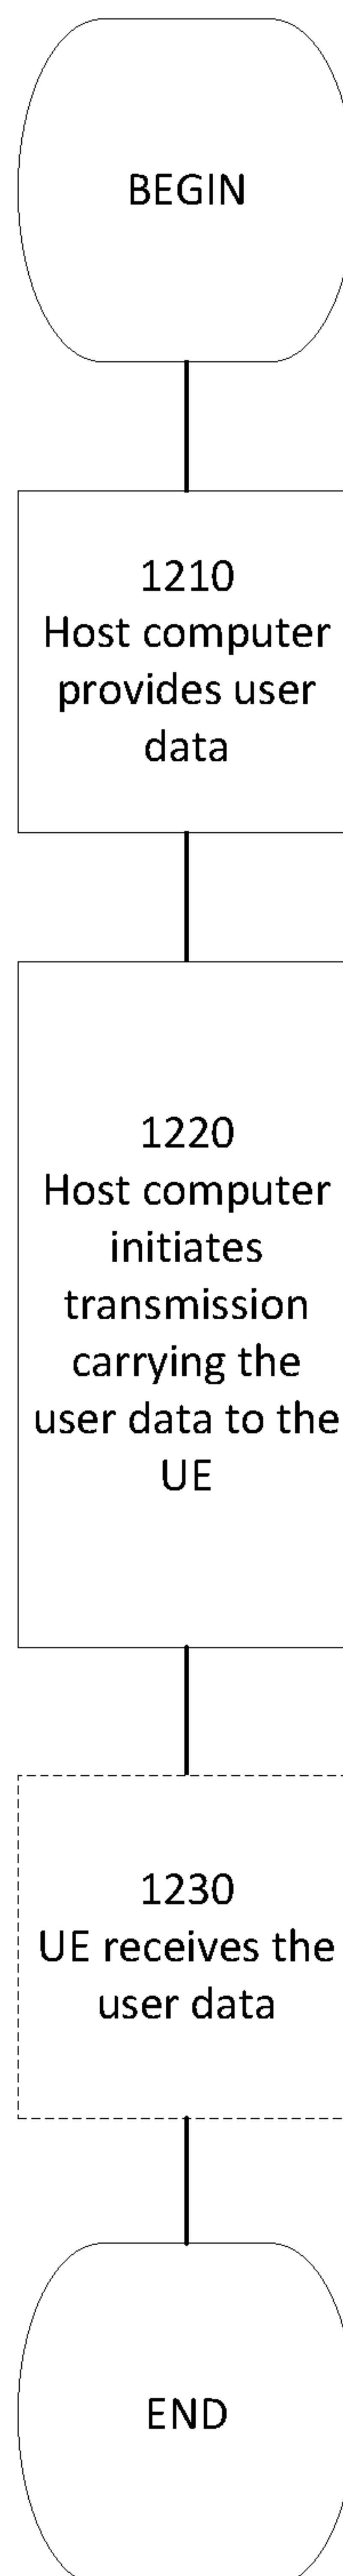 BEGIN
1210
Host computer
provides user
data
1220
Host computer
initiates
transmission
carrying the
user data to the
UE
1230
UE receives the
user data
END